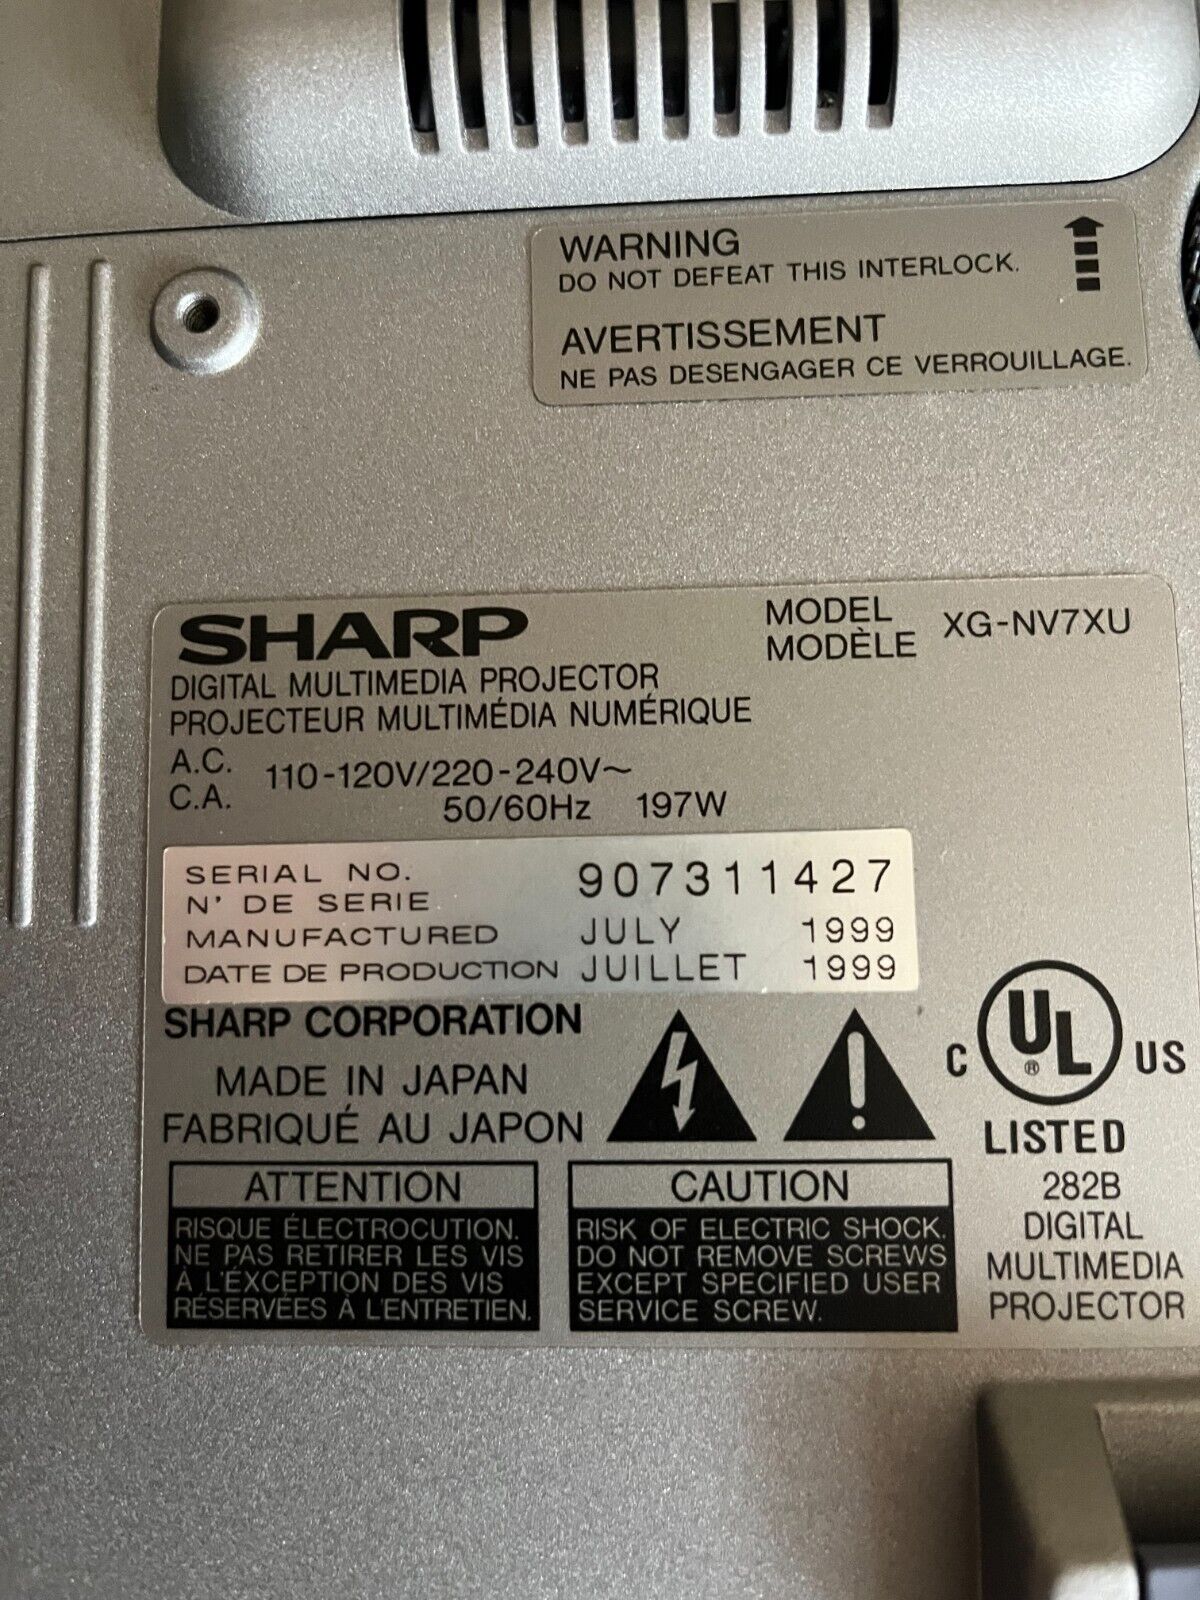 WARNING
DO NOT DEFEAT THIS INTERLOCK.
AVERTISSEMENT
NE PAS DESENGAGER CE VERROUILLAGE.
SHARP
MODEL
MODÈLE
XG-NV7XU
DIGITAL MULTIMEDIA PROJECTOR
PROJECTEUR MULTIMÉDIA NUMÉRIQUE
A.C.
C.A.
110-120V/220-240V~
50/60Hz 197W
SERIAL NO. 907311427
N' DE SERIE
MANUFACTURED JULY 1999
DATE DE PRODUCTION JUILLET 1999
SHARP CORPORATION
MADE IN JAPAN
FABRIQUÉ AU JAPON
C UL ® US
LISTED
282B
DIGITAL
MULTIMEDIA
PROJECTOR
ATTENTION
RISQUE ÉLECTROCUTION.
NE PAS RETIRER LES VIS
À L'ÉXCEPTION DES VIS
RÉSERVÉES À L'ENTRETIEN.
CAUTION
RISK OF ELECTRIC SHOCK.
DO NOT REMOVE SCREWS
EXCEPT SPECIFIED USER
SERVICE SCREW.